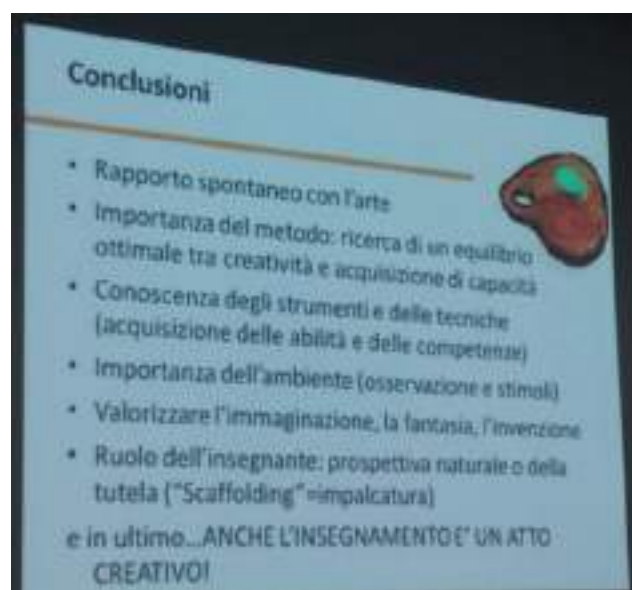 Conclusioni
• Rapporto spontaneo con l'arte
• Importanza del metodo: ricerca di un equilibrio
ottimale tra creatività e acquisizione di capacità
• Conoscenza degli strumenti e delle tecniche
(acquisizione delle abilità e delle competenze)
• Importanza dell'ambiente (osservazione e stimoli)
• Valorizzare l'immaginazione, la fantasia, l'invenzione
• Ruolo dell'insegnante: prospettiva naturale o della
tutela ("Scaffolding"=impalcatura)
e in ultimo...ANCHE L'INSEGNAMENTO E' UN ATTO
CREATIVO!